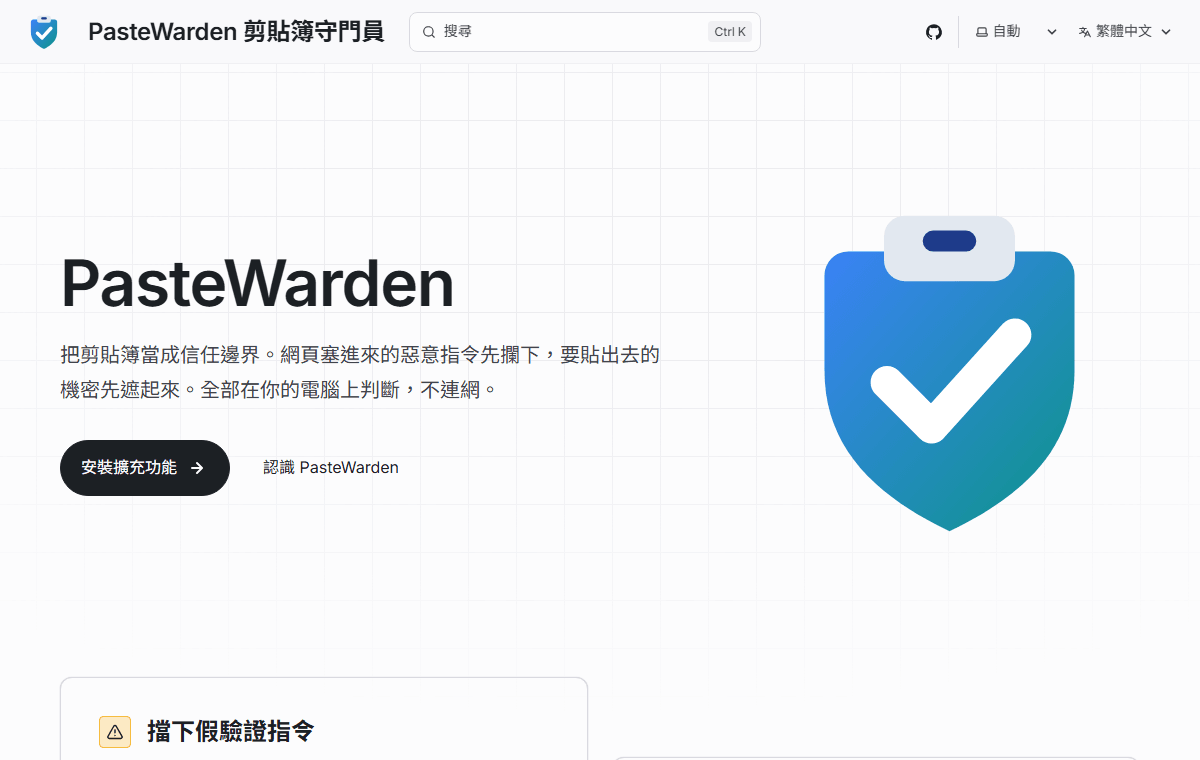 PasteWarden 剪貼簿守門員
搜尋
Ctrl K
自動
繁體中文
PasteWarden
把剪貼簿當成信任邊界。網頁塞進來的惡意指令先攔下，要貼出去的
機密先遮起來。全部在你的電腦上判斷，不連網。
安裝擴充功能
認識 PasteWarden
擋下假驗證指令